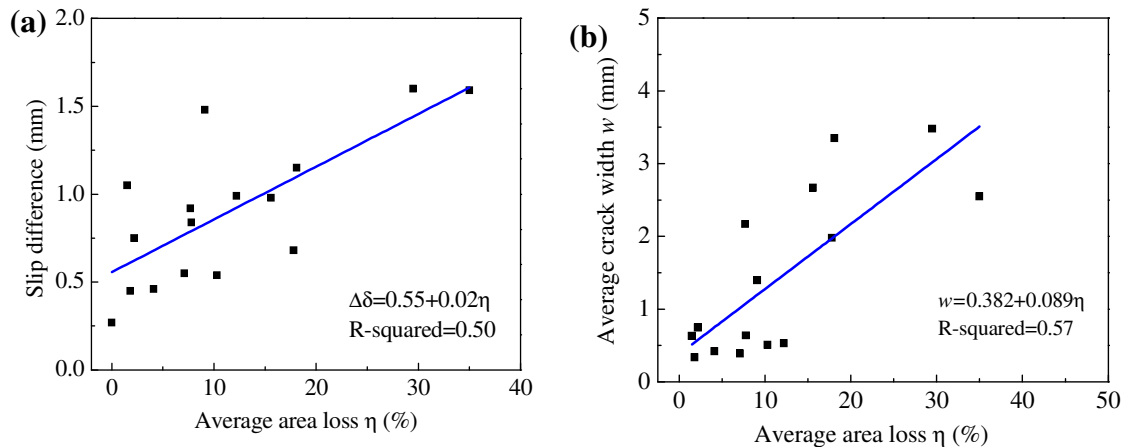 (a)
2.0
1.5
1.0
0.5
0.0
Slip difference (mm)
Δδ=0.55+0.02η
R-squared=0.50
0 10 20 30 40
Average area loss η (%)
(b)
5
4
3
2
1
0
Average crack width w (mm)
w=0.382+0.089η
R-squared=0.57
0 10 20 30 40 50
Average area loss η (%)